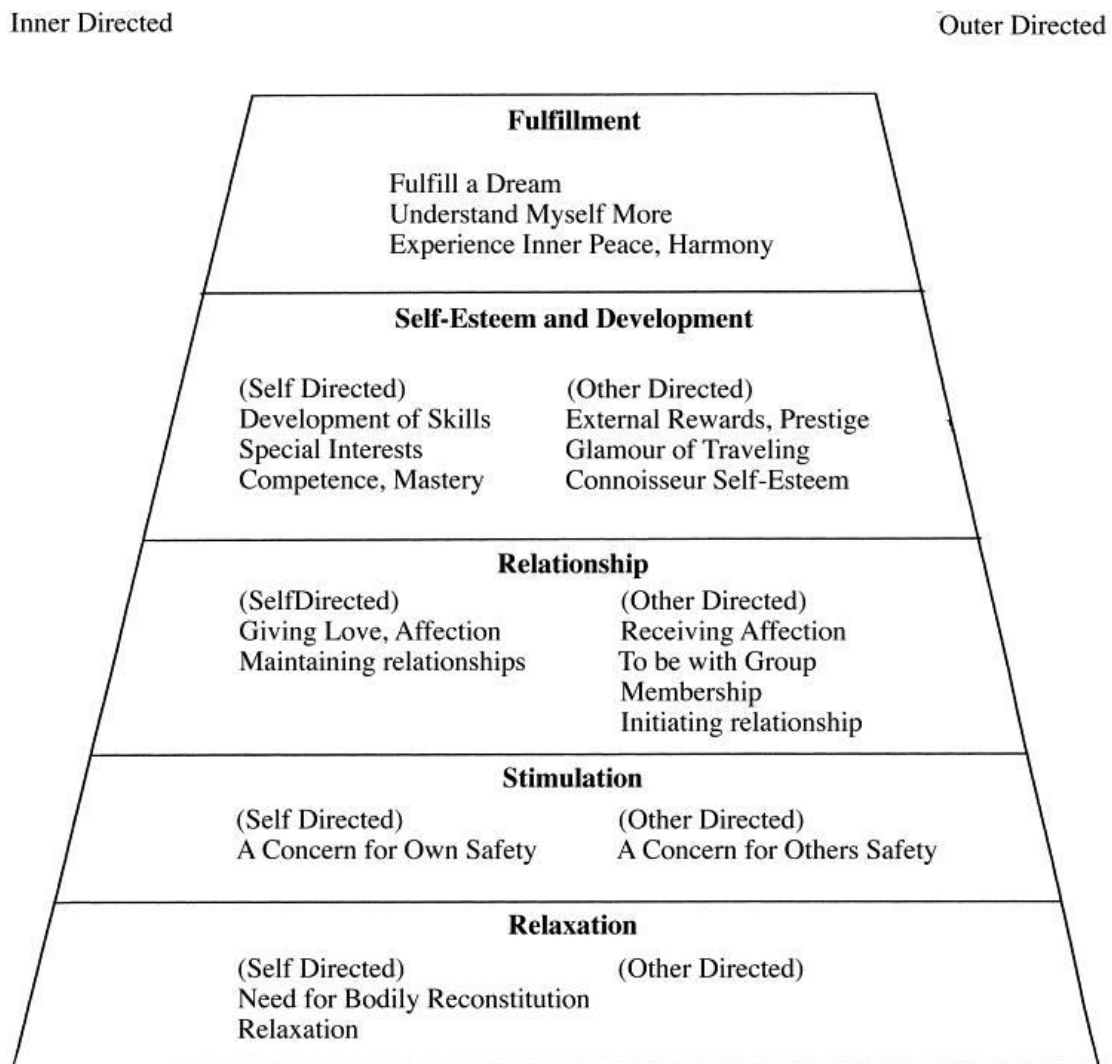 Inner Directed
Outer Directed
Fulfillment
Fulfill a Dream
Understand Myself More
Experience Inner Peace, Harmony
Self-Esteem and Development
(Self Directed)
Development of Skills
Special Interests
Competence, Mastery
(Other Directed)
External Rewards, Prestige
Glamour of Traveling
Connoisseur Self-Esteem
Relationship
(SelfDirected)
Giving Love, Affection
Maintaining relationships
(Other Directed)
Receiving Affection
To be with Group
Membership
Initiating relationship
Stimulation
(Self Directed)
A Concern for Own Safety
(Other Directed)
A Concern for Others Safety
Relaxation
(Self Directed)
Need for Bodily Reconstitution
Relaxation
(Other Directed)